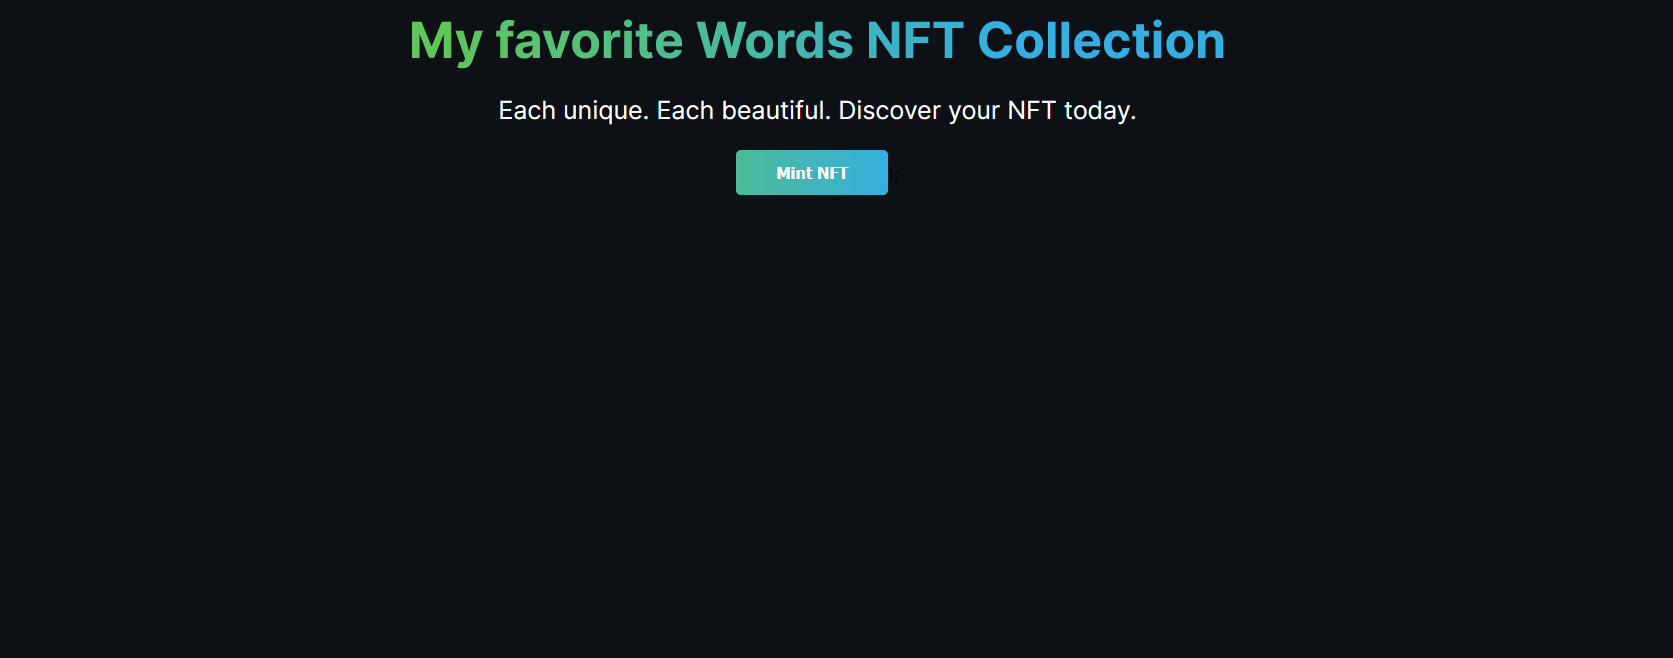 My favorite Words NFT Collection
Each unique. Each beautiful. Discover your NFT today.
Mint NFT